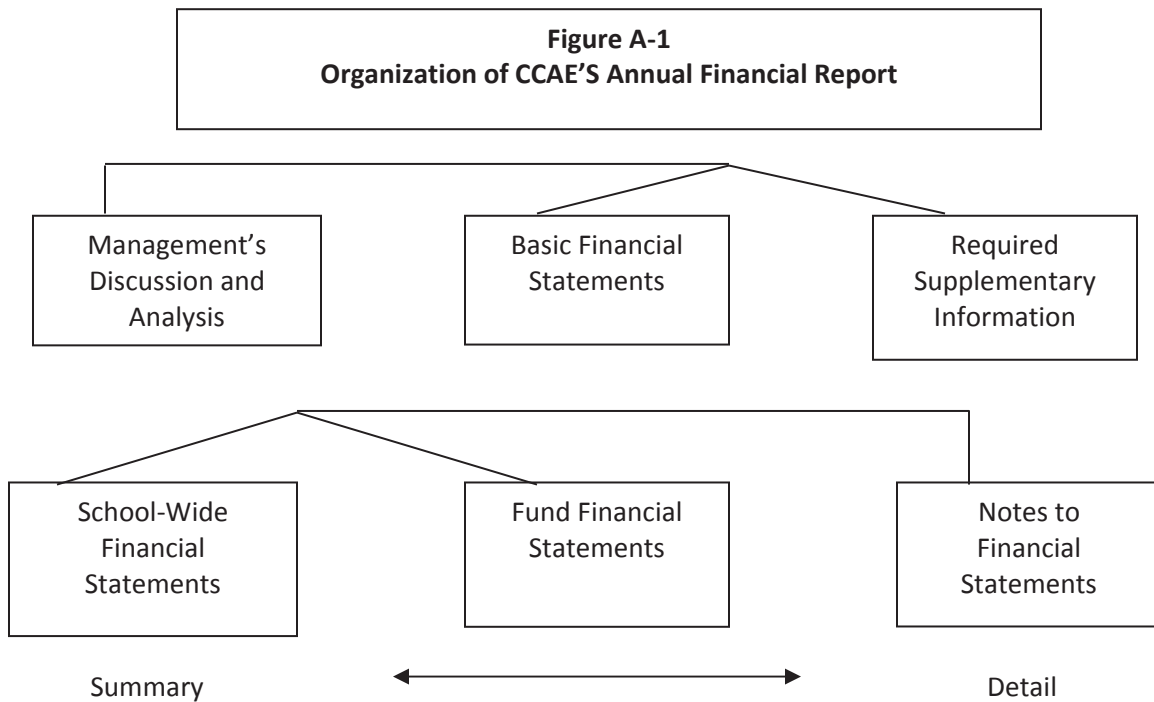 Figure A-1
Organization of CCAE’S Annual Financial Report
Management’s
Discussion and
Analysis
Basic Financial
Statements
Required
Supplementary
Information
School-Wide
Financial
Statements
Fund Financial
Statements
Notes to
Financial
Statements
Summary
Detail